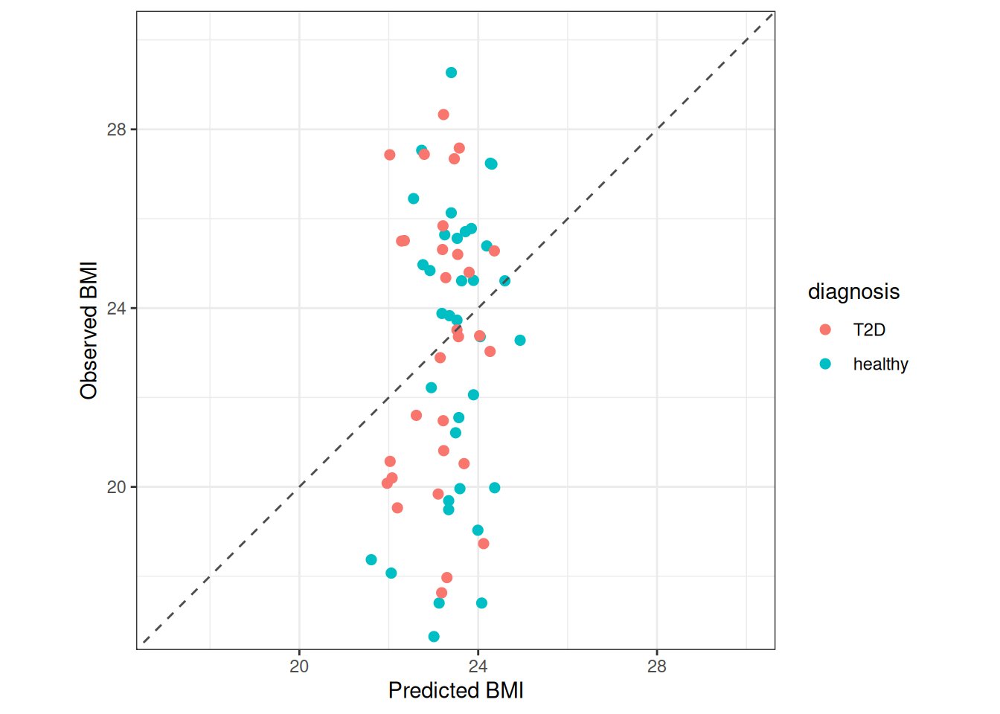 28
24
20
20
24
28
Predicted BMI
Observed BMI
diagnosis
T2D
healthy